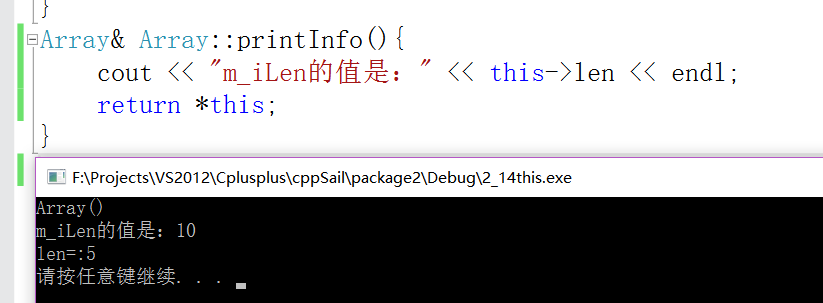 }
Array& Array::printInfo(){
cout << "m_iLen的值是：" << this->len << endl;
return *this;
}
F:\Projects\VS2012\Cplusplus\cppSail\package2\Debug\2_14this.exe
Array()
m_iLen的值是：10
len=:5
请按任意键继续. . .